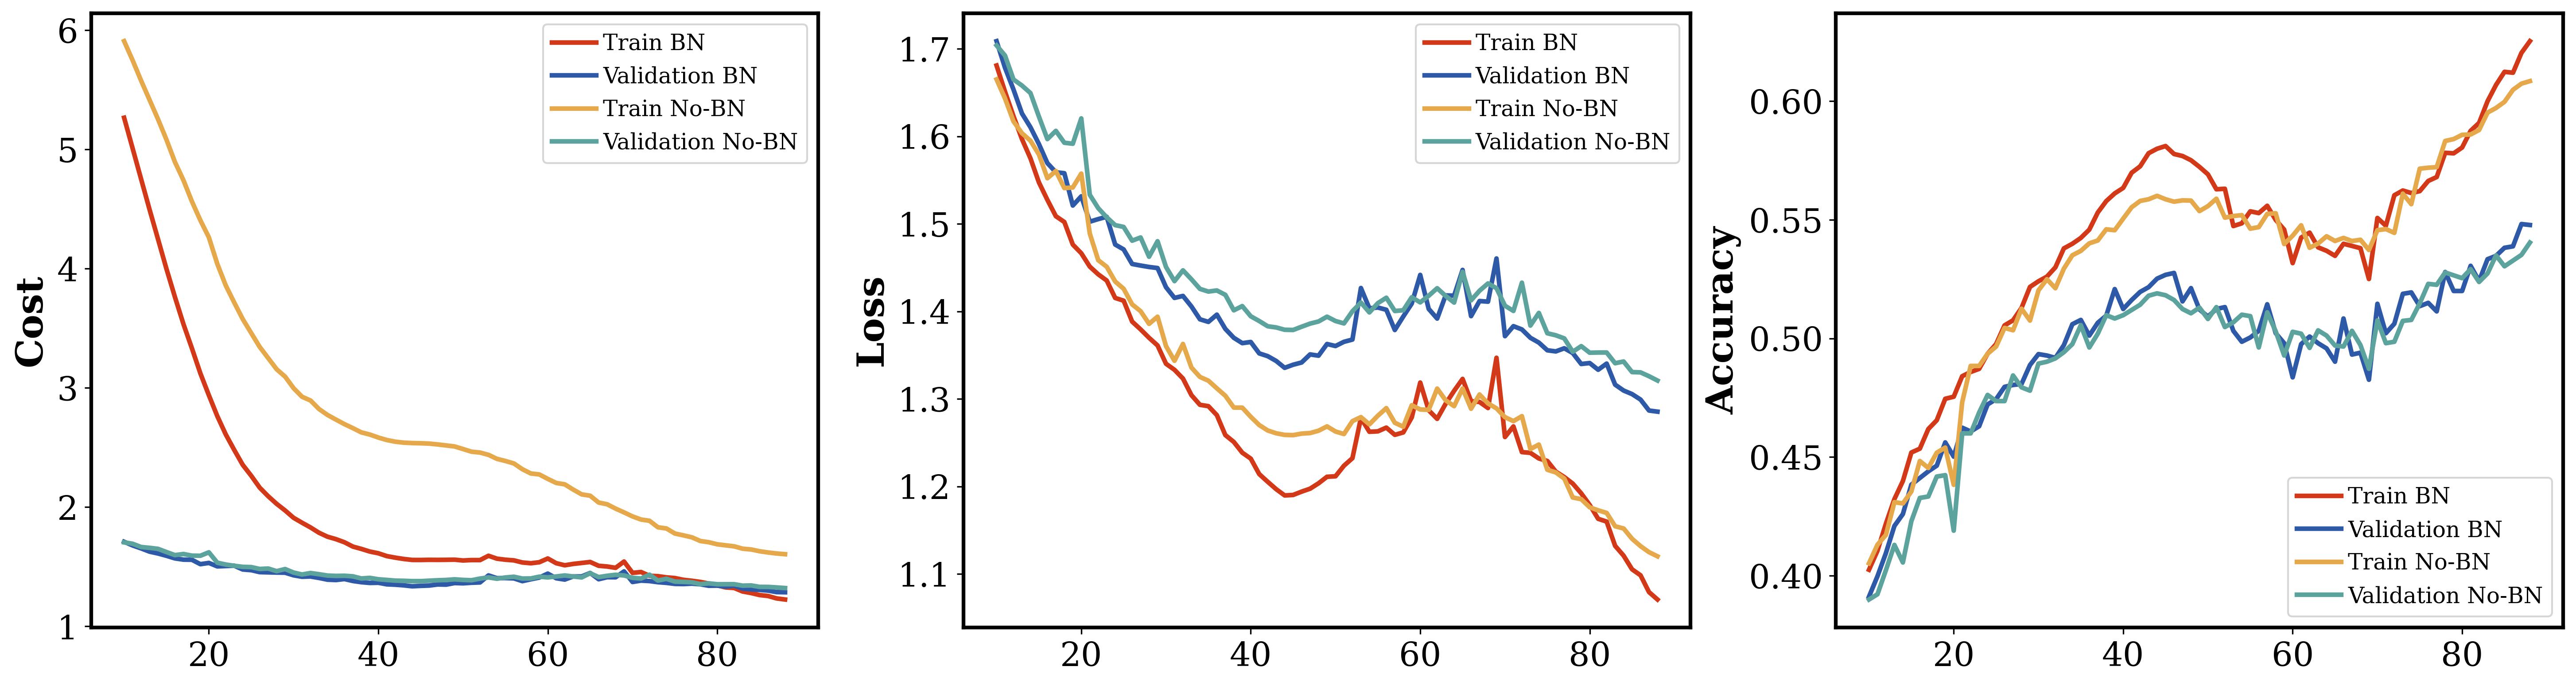 Cost
6
5
4
3
2
1
20 40 60 80
Train BN
Validation BN
Train No-BN
Validation No-BN
Loss
1.7
1.6
1.5
1.4
1.3
1.2
1.1
20 40 60 80
Train BN
Validation BN
Train No-BN
Validation No-BN
Accuracy
0.60
0.55
0.50
0.45
0.40
20 40 60 80
Train BN
Validation BN
Train No-BN
Validation No-BN